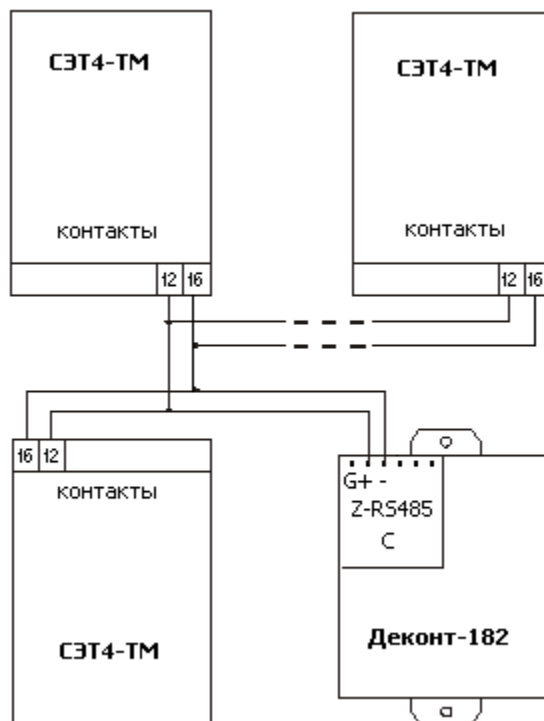 СЭТ4-ТМ
СЭТ4-ТМ
контакты
контакты
12 16
12 16
16 12
контакты
СЭТ4-ТМ
G+ -
Z-RS485
C
Деконт-182